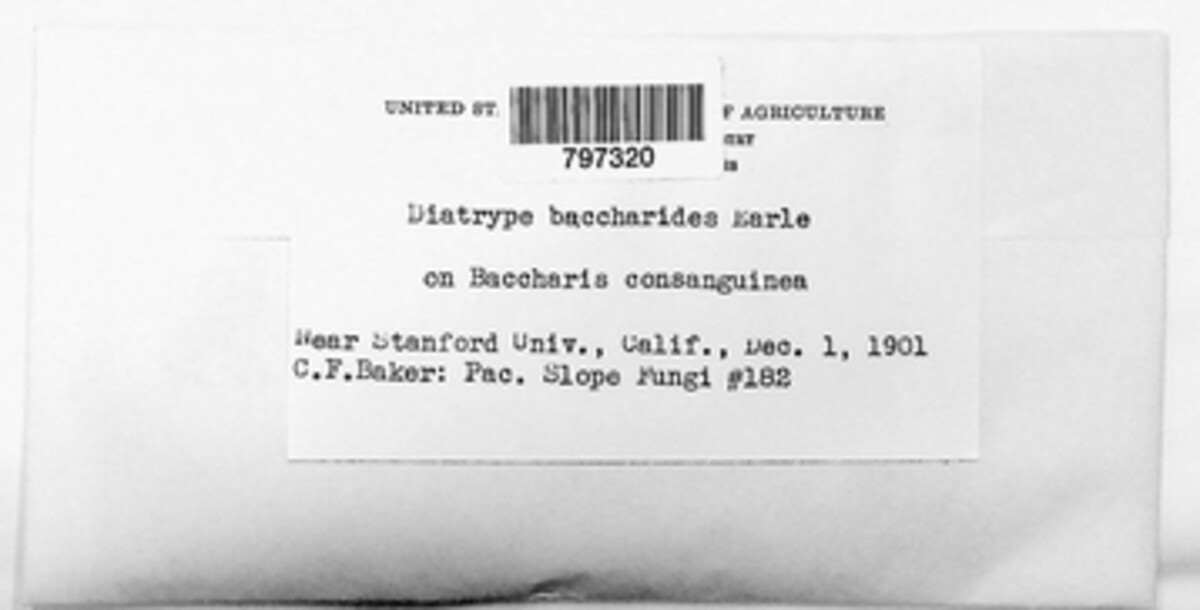 UNITED ST. F AGRICULTURE
797320
Diatrype baccharides Earle
on Baccharis consanguinea
Near Stanford Univ., Calif., Dec. 1, 1901
C.F.Baker: Pac. Slope Fungi #182